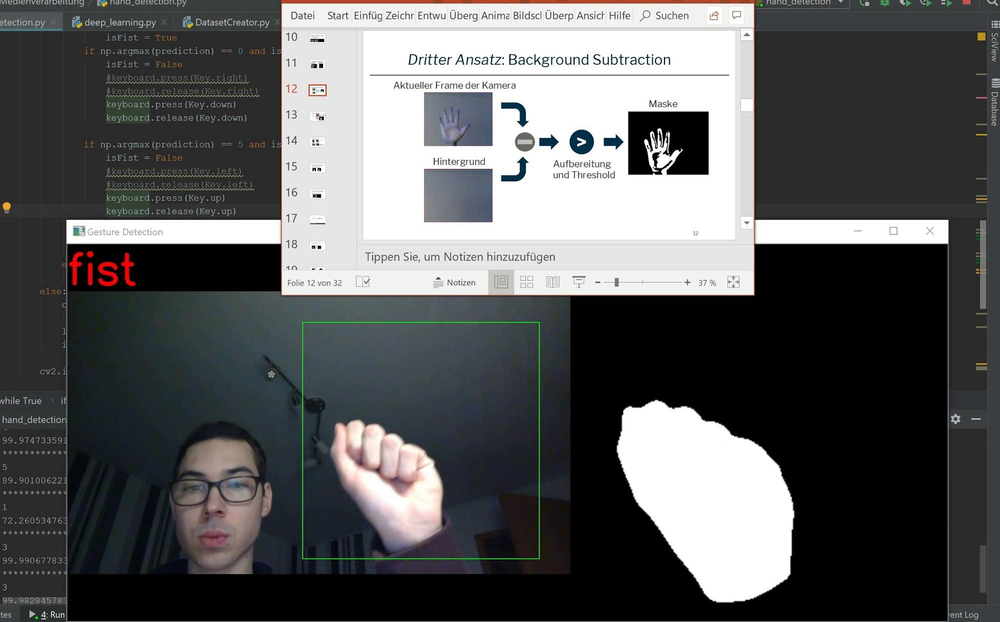 Medienverarbeitung
hand_detection.py
hand_detection
etection.py
deep_learning.py
DatasetCreator.py
isFist = True
if np.argmax(prediction) == 0 and is
isFist = False
#keyboard.press(Key.right)
#keyboard.release(Key.right)
keyboard.press(Key.down)
keyboard.release(Key.down)
if np.argmax(prediction) == 5 and is
isFist = False
#keyboard.press(Key.left)
#keyboard.release(Key.left)
keyboard.press(Key.up)
keyboard.release(Key.up)
e
else:
c
l
i
cv2.i
while True
if
hand_detection
99.974733591
*************
5
89.901006221
*************
1
72.260534763
*************
3
99.990677833
*************
3
99.982845783
tes
4: Run
Datei Start Einfüg Zeichr Entwu Überg Anima Bildscl Überp Ansich Hilfe Suchen
10
11
12
13
14
15
16
17
18
19
Dritter Ansatz: Background Subtraction
Aktueller Frame der Kamera
Hintergrund
>
Aufbereitung
und Threshold
Maske
12
Tippen Sie, um Notizen hinzuzufügen
Folie 12 von 32
Notizen
37 %
Gesture Detection
fist
SciView
Database
vent Log